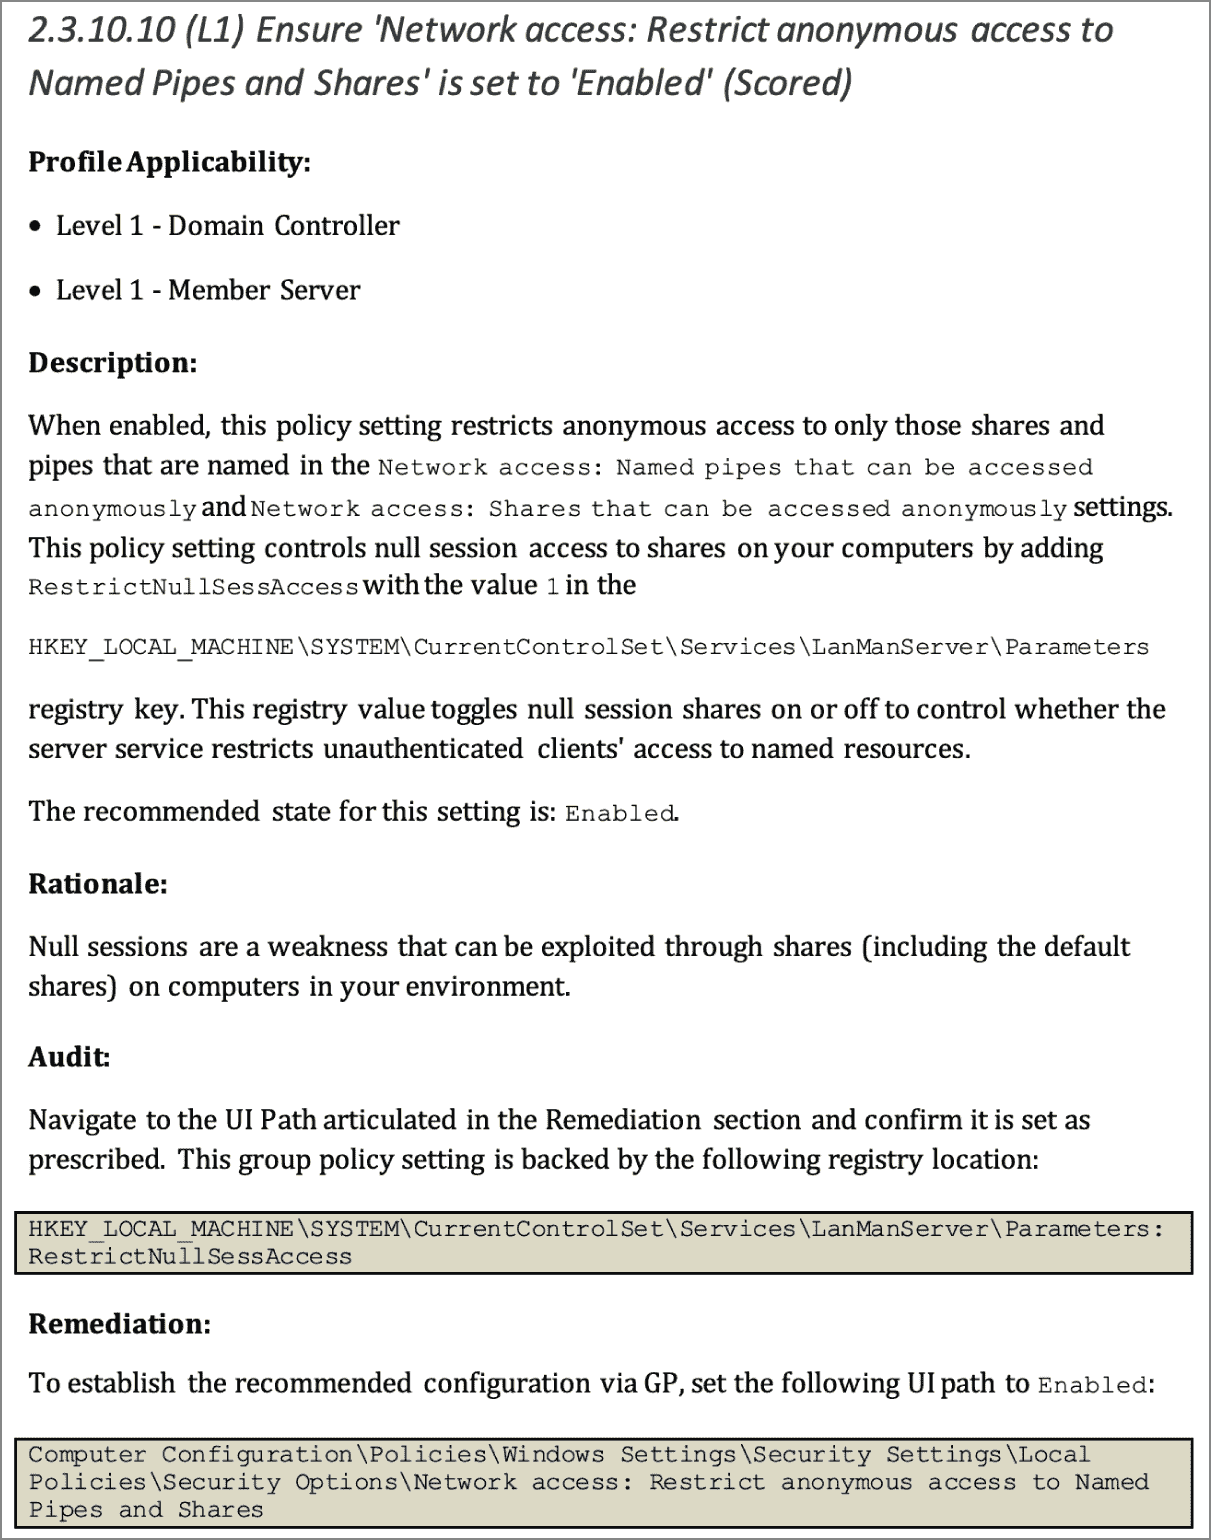 2.3.10.10 (L1) Ensure 'Network access: Restrict anonymous access to
Named Pipes and Shares' is set to 'Enabled' (Scored)
Profile Applicability:
• Level 1 - Domain Controller
• Level 1 - Member Server
Description:
When enabled, this policy setting restricts anonymous access to only those shares and
pipes that are named in the Network access: Named pipes that can be accessed
anonymously and Network access: Shares that can be accessed anonymously settings.
This policy setting controls null session access to shares on your computers by adding
RestrictNullSessAccess with the value 1 in the
HKEY_LOCAL_MACHINE\SYSTEM\CurrentControlSet\Services\LanManServer\Parameters
registry key. This registry value toggles null session shares on or off to control whether the
server service restricts unauthenticated clients' access to named resources.
The recommended state for this setting is: Enabled.
Rationale:
Null sessions are a weakness that can be exploited through shares (including the default
shares) on computers in your environment.
Audit:
Navigate to the UI Path articulated in the Remediation section and confirm it is set as
prescribed. This group policy setting is backed by the following registry location:
HKEY_LOCAL_MACHINE\SYSTEM\CurrentControlSet\Services\LanManServer\Parameters:
RestrictNullSessAccess
Remediation:
To establish the recommended configuration via GP, set the following UI path to Enabled:
Computer Configuration\Policies\Windows Settings\Security Settings\Local
Policies\Security Options\Network access: Restrict anonymous access to Named
Pipes and Shares